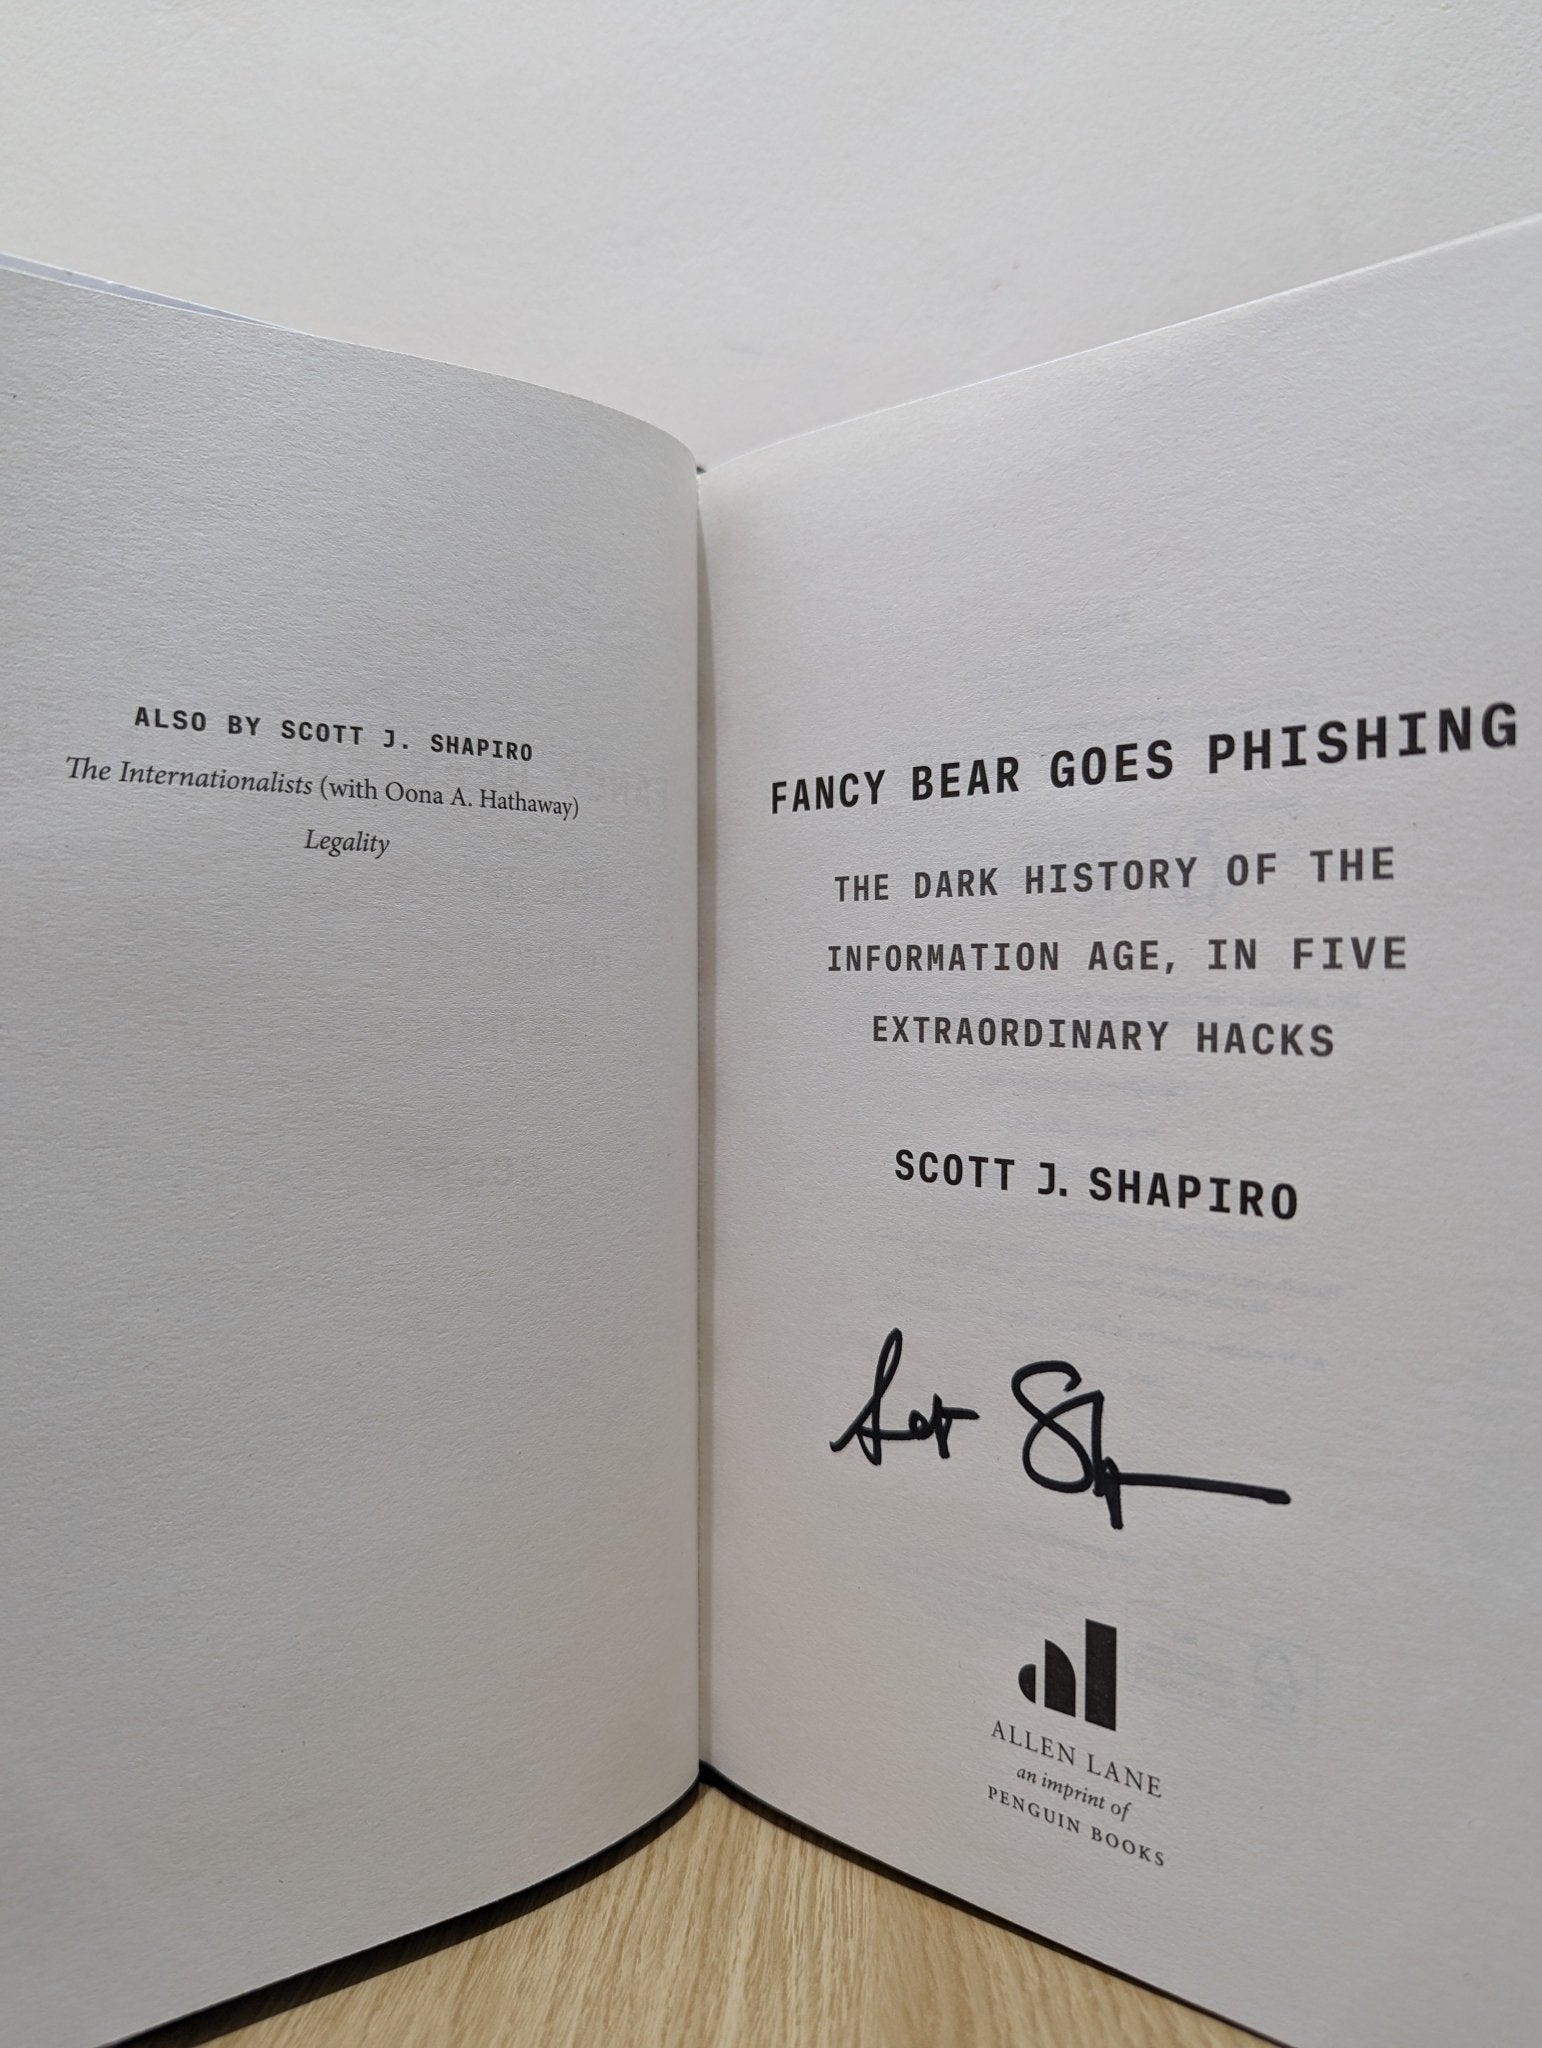 ALSO BY SCOTT J. SHAPIRO
The Internationalists (with Oona A. Hathaway)
Legality
FANCY BEAR GOES PHISHING
THE DARK HISTORY OF THE
INFORMATION AGE, IN FIVE
EXTRAORDINARY HACKS
SCOTT J. SHAPIRO
ALLEN LANE
an imprint of
PENGUIN BOOKS